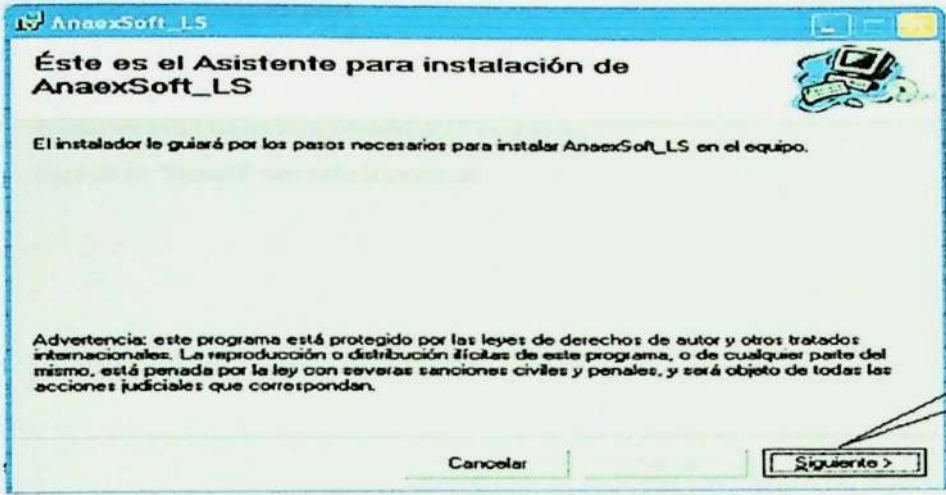 AnaexSoft_LS
Éste es el Asistente para instalación de
AnaexSoft_LS
El instalador le guiará por los pasos necesarios para instalar AnaexSoft_LS en el equipo.
Advertencia: este programa está protegido por las leyes de derechos de autor y otros tratados
internacionales. La reproducción o distribución ilícitas de este programa, o de cualquier parte del
mismo, está penada por la ley con severas sanciones civiles y penales, y será objeto de todas las
acciones judiciales que correspondan.
Cancelar
Siguiente >